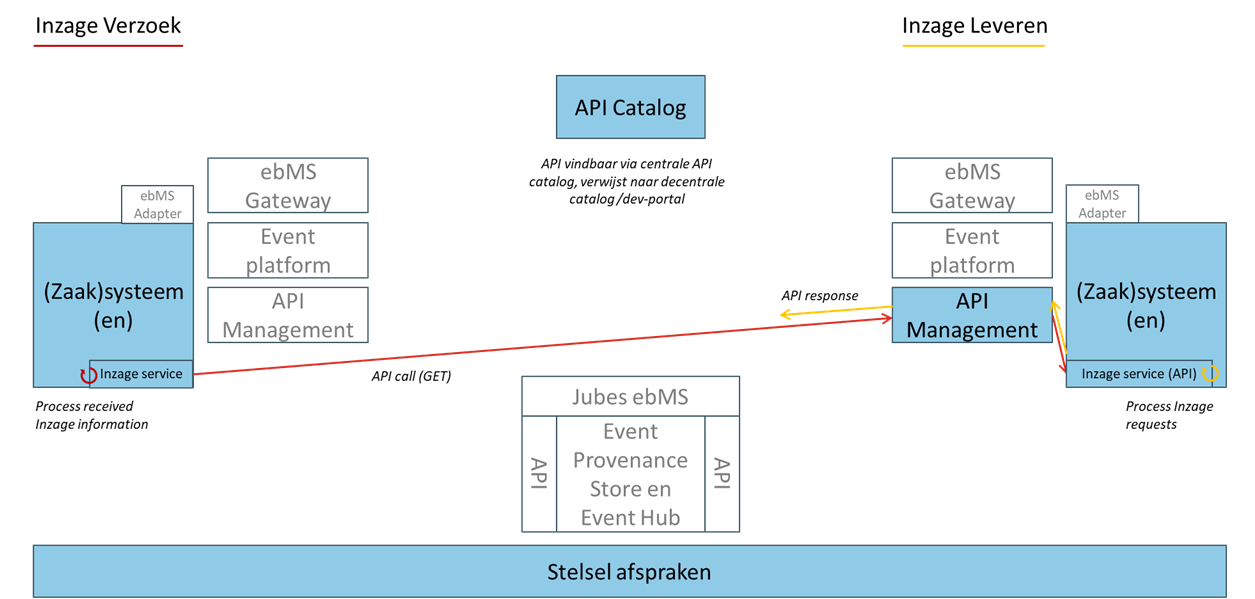 Inzage Verzoek
Inzage Leveren
API Catalog
API vindbaar via centrale API
catalog, verwijst naar decentrale
catalog /dev-portal
ebMS
Adapter
ebMS
Gateway
Event
platform
API
Management
(Zaak)systeem
(en)
Inzage service
Process received
Inzage information
API call (GET)
API response
ebMS
Gateway
Event
platform
API
Management
ebMS
Adapter
(Zaak)systeem
(en)
Inzage service (API)
Process Inzage
requests
Jubes ebMS
API
Event
Provenance
Store en
Event Hub
API
Stelsel afspraken